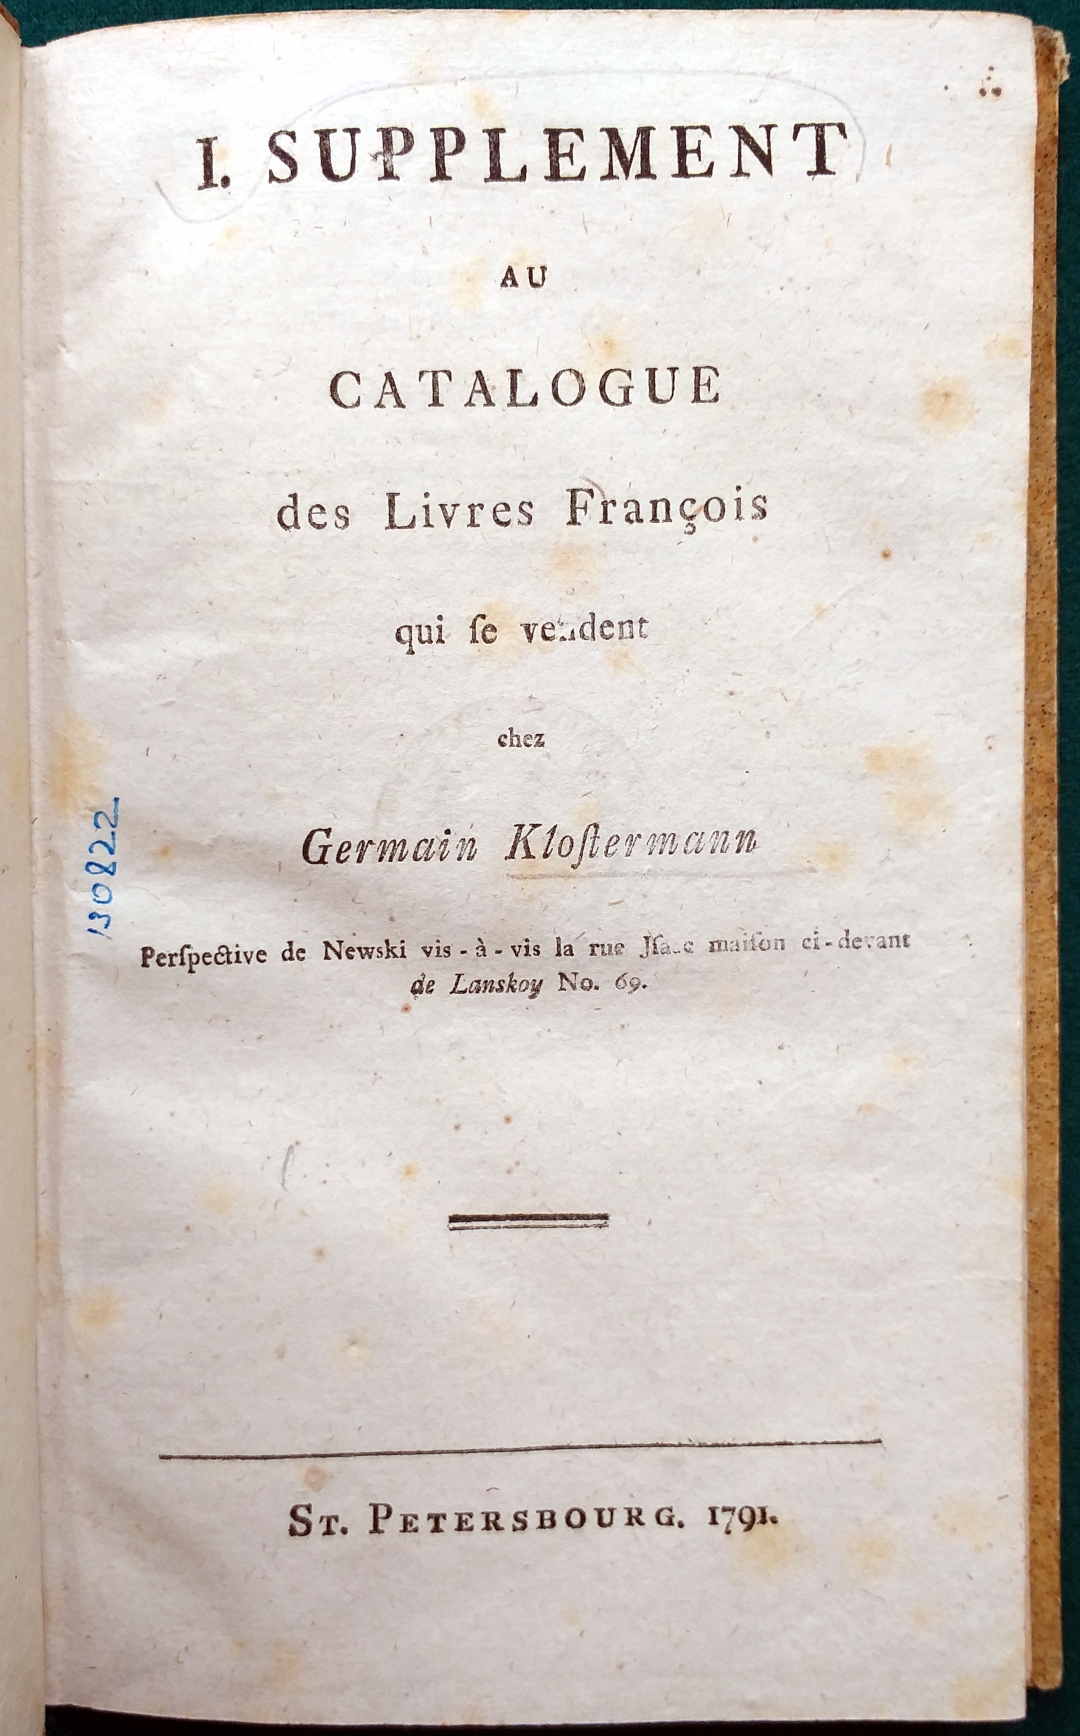 I. SUPPLEMENT
AU
CATALOGUE
des Livres François
qui ſe vendent
chez
Germain Kloſtermann
Perſpective de Newski vis-à-vis la rue maiſon ci-devant
de Lanskoy No. 69.
ST. PETERSBOURG. 1791.
130822